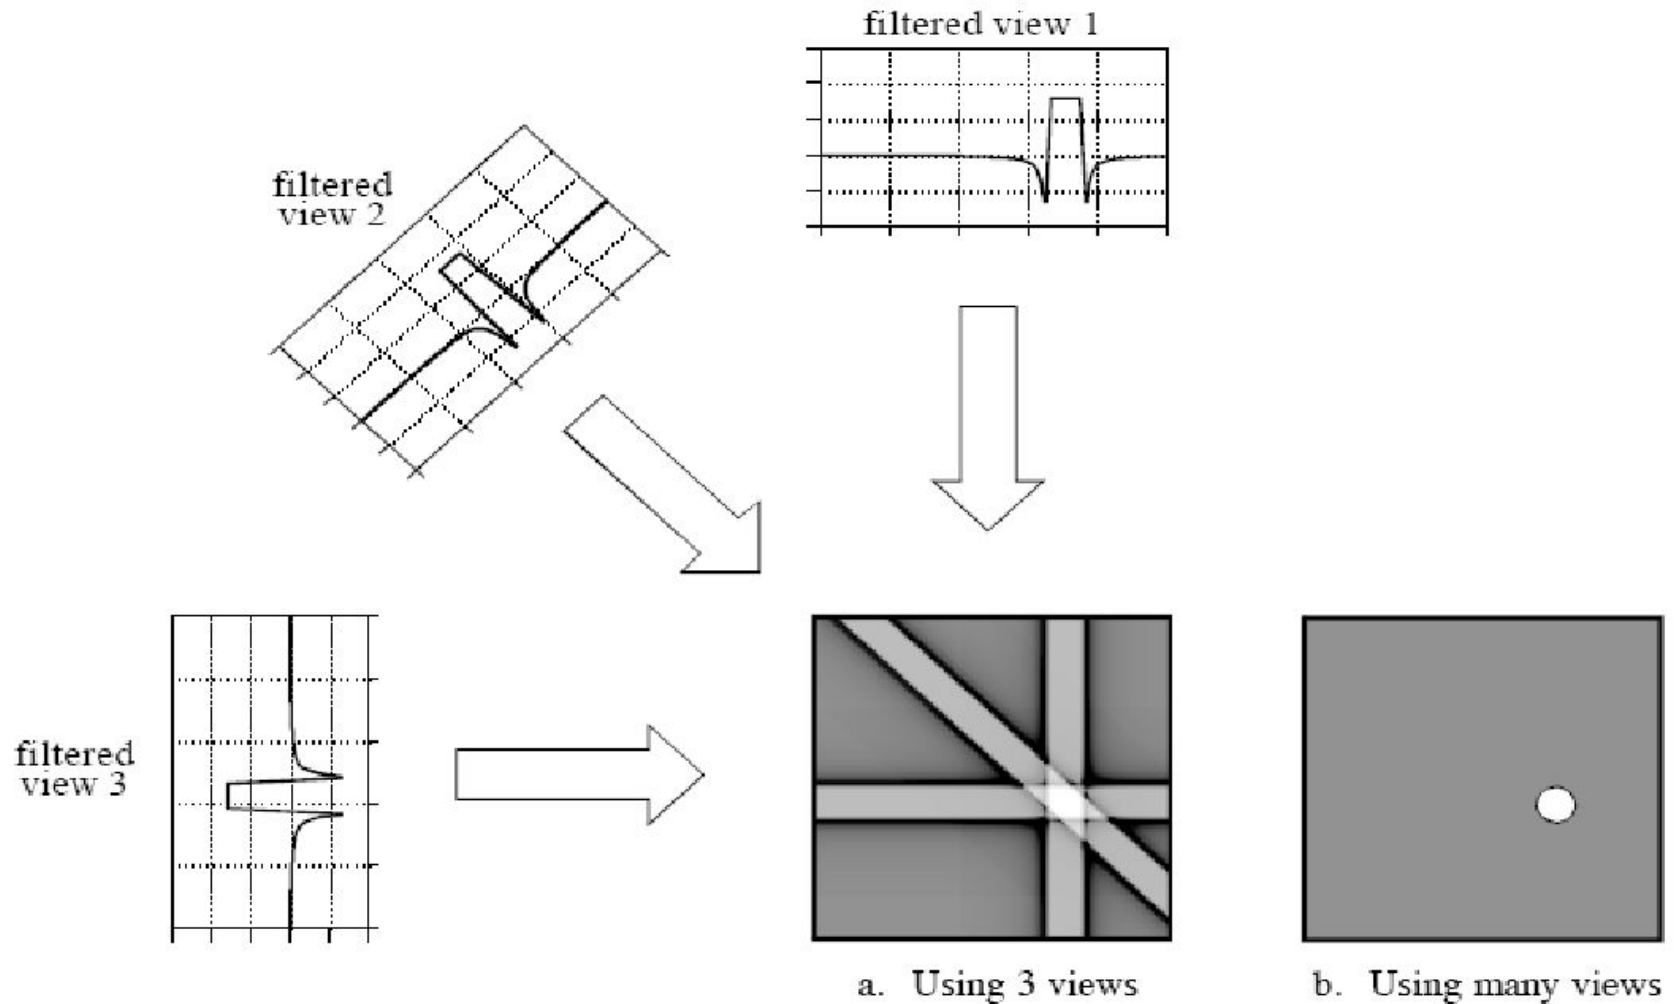 filtered view 1
filtered
view 2
filtered
view 3
a. Using 3 views
b. Using many views